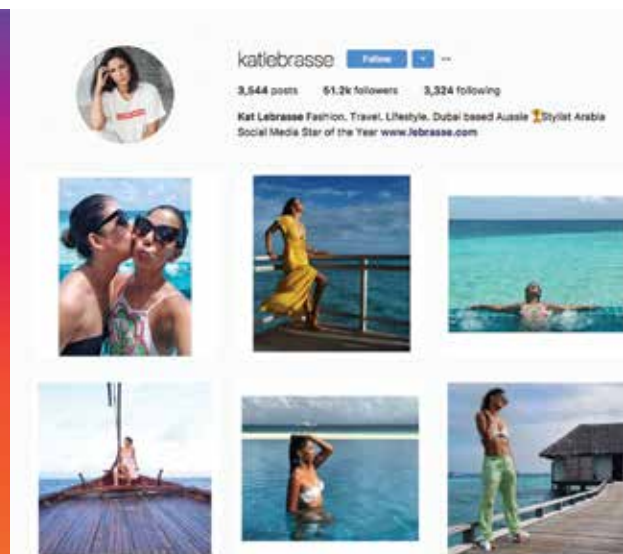 katlebrasse Follow
3,544 posts 51.2k followers 3,324 following
Kat Lebrasse Fashion. Travel. Lifestyle. Dubai based Aussie 🏆Stylist Arabia
Social Media Star of the Year www.lebrasse.com